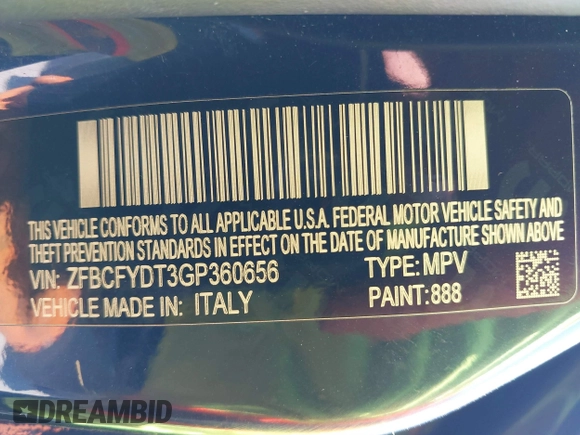 THIS VEHICLE CONFORMS TO ALL APPLICABLE U.S.A. FEDERAL MOTOR VEHICLE SAFETY AND
THEFT PREVENTION STANDARDS IN EFFECT ON THE DATE OF MANUFACTURE SHOWN ABOVE
VIN: ZFBCFYDT3GP360656 TYPE: MPV
VEHICLE MADE IN: ITALY PAINT: 888
DREAMBID